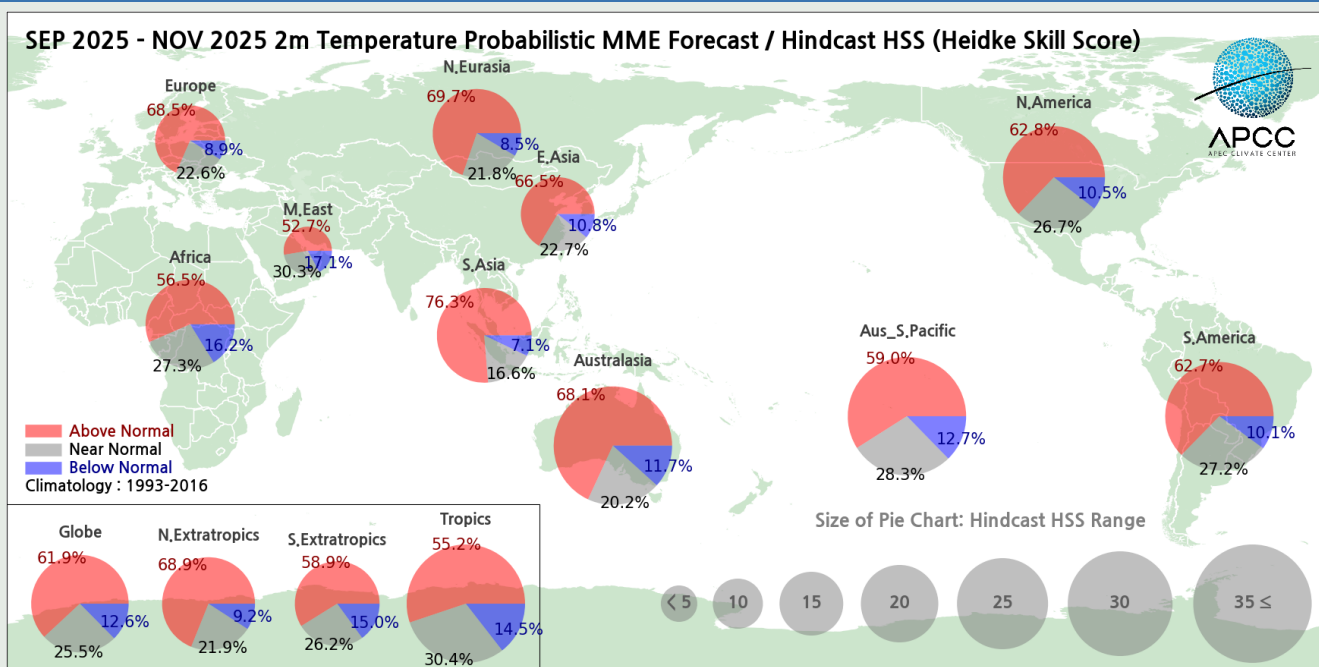 SEP 2025 - NOV 2025 2m Temperature Probabilistic MME Forecast / Hindcast HSS (Heidke Skill Score)
APCC
APEC CLIMATE CENTER
Europe
68.5%
8.9%
22.6%
N.Eurasia
69.7%
8.5%
21.8%
E.Asia
66.5%
10.8%
22.7%
N.America
62.8%
10.5%
26.7%
M.East
52.7%
17.1%
30.3%
Africa
56.5%
16.2%
27.3%
S.Asia
76.3%
7.1%
16.6%
Australasia
68.1%
11.7%
20.2%
Aus_S.Pacific
59.0%
12.7%
28.3%
S.America
62.7%
10.1%
27.2%
Above Normal
Near Normal
Below Normal
Climatology : 1993-2016
Globe
61.9%
12.6%
25.5%
N.Extratropics
68.9%
9.2%
21.9%
S.Extratropics
58.9%
15.0%
26.2%
Tropics
55.2%
14.5%
30.4%
Size of Pie Chart: Hindcast HSS Range
< 5
10
15
20
25
30
35 ≤